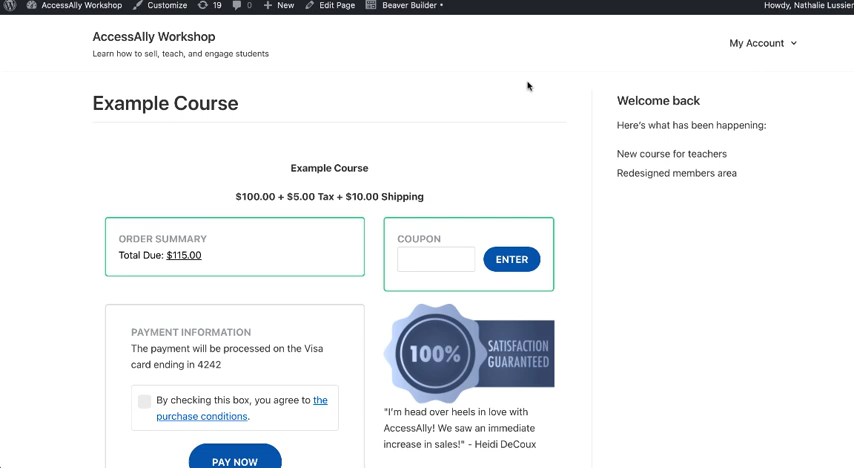 AccessAlly Workshop Customize 19 0 New Edit Page Beaver Builder Howdy, Nathalie Lussier
AccessAlly Workshop
Learn how to sell, teach, and engage students
My Account
Example Course
Example Course
$100.00 + $5.00 Tax + $10.00 Shipping
ORDER SUMMARY
Total Due: $115.00
COUPON
ENTER
PAYMENT INFORMATION
The payment will be processed on the Visa
card ending in 4242
By checking this box, you agree to the
purchase conditions.
PAY NOW
100%
SATISFACTION
GUARANTEED
"I'm head over heels in love with
AccessAlly! We saw an immediate
increase in sales!" - Heidi DeCoux
Welcome back
Here's what has been happening:
New course for teachers
Redesigned members area